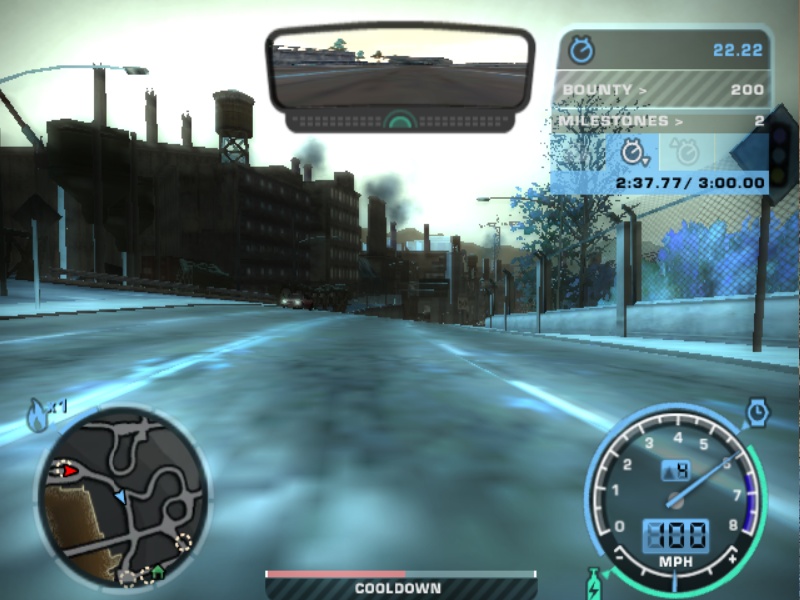 22.22
BOUNTY > 200
MILESTONES > 2
2:37.77/ 3:00.00
x1
0 1 2 3 4 5 6 7 8
4
100
MPH
- +
COOLDOWN